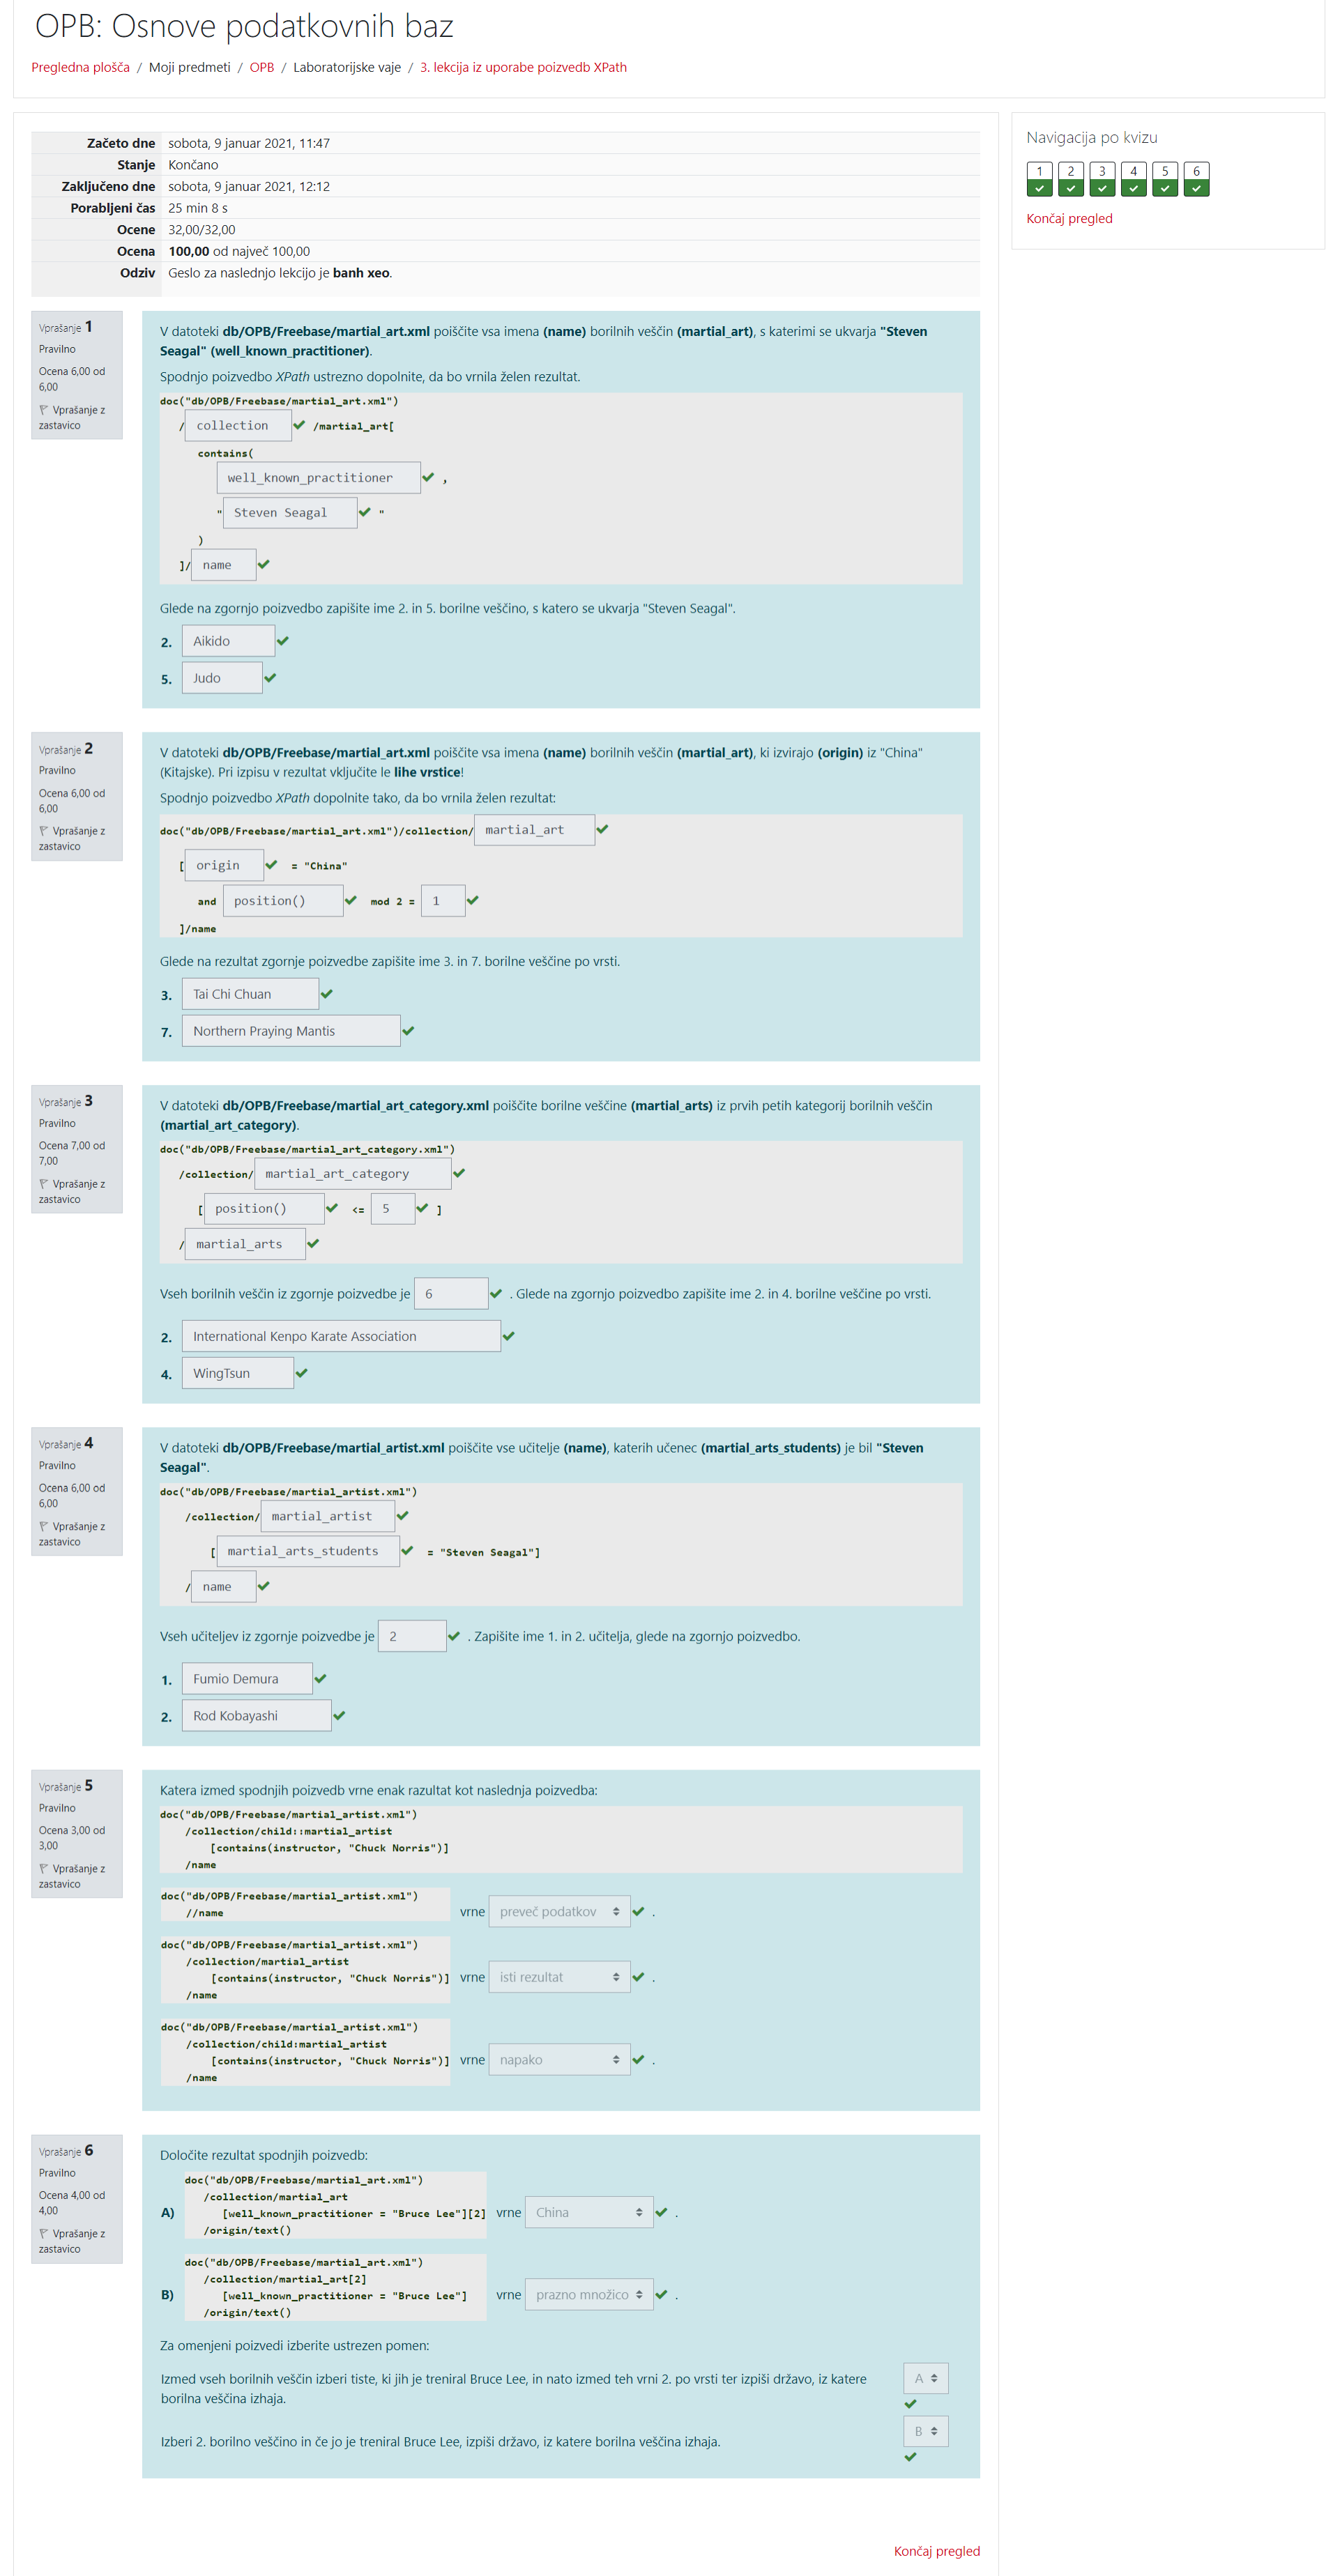 OPB: Osnove podatkovnih baz
Pregledna plošča / Moji predmeti / OPB / Laboratorijske vaje / 3. lekcija iz uporabe poizvedb XPath
Začeto dne sobota, 9 januar 2021, 11:47
Stanje Končano
Zaključeno dne sobota, 9 januar 2021, 12:12
Porabljeni čas 25 min 8 s
Ocene 32,00/32,00
Ocena 100,00 od največ 100,00
Odziv Geslo za naslednjo lekcijo je banh xeo.
Navigacija po kvizu
1 2 3 4 5 6
Končaj pregled
Vprašanje 1
Pravilno
Ocena 6,00 od
6,00
Vprašanje z
zastavico
V datoteki db/OPB/Freebase/martial_art.xml poiščite vsa imena (name) borilnih veščin (martial_art), s katerimi se ukvarja "Steven
Seagal" (well_known_practitioner).
Spodnjo poizvedbo XPath ustrezno dopolnite, da bo vrnila želen rezultat.
doc("db/OPB/Freebase/martial_art.xml")
/ collection /martial_art[
contains(
well_known_practitioner ,
" Steven Seagal "
)
]/ name
Glede na zgornjo poizvedbo zapišite ime 2. in 5. borilne veščino, s katero se ukvarja "Steven Seagal".
2. Aikido
5. Judo
Vprašanje 2
Pravilno
Ocena 6,00 od
6,00
Vprašanje z
zastavico
V datoteki db/OPB/Freebase/martial_art.xml poiščite vsa imena (name) borilnih veščin (martial_art), ki izvirajo (origin) iz "China"
(Kitajske). Pri izpisu v rezultat vključite le lihe vrstice!
Spodnjo poizvedbo XPath dopolnite tako, da bo vrnila želen rezultat:
doc("db/OPB/Freebase/martial_art.xml")/collection/ martial_art
[ origin = "China"
and position() mod 2 = 1
]/name
Glede na rezultat zgornje poizvedbe zapišite ime 3. in 7. borilne veščine po vrsti.
3. Tai Chi Chuan
7. Northern Praying Mantis
Vprašanje 3
Pravilno
Ocena 7,00 od
7,00
Vprašanje z
zastavico
V datoteki db/OPB/Freebase/martial_art_category.xml poiščite borilne veščine (martial_arts) iz prvih petih kategorij borilnih veščin
(martial_art_category).
doc("db/OPB/Freebase/martial_art_category.xml")
/collection/ martial_art_category
[ position() <= 5 ]
/ martial_arts
Vseh borilnih veščin iz zgornje poizvedbe je 6 . Glede na zgornjo poizvedbo zapišite ime 2. in 4. borilne veščine po vrsti.
2. International Kenpo Karate Association
4. WingTsun
Vprašanje 4
Pravilno
Ocena 6,00 od
6,00
Vprašanje z
zastavico
V datoteki db/OPB/Freebase/martial_artist.xml poiščite vse učitelje (name), katerih učenec (martial_arts_students) je bil "Steven
Seagal".
doc("db/OPB/Freebase/martial_artist.xml")
/collection/ martial_artist
[ martial_arts_students = "Steven Seagal"]
/ name
Vseh učiteljev iz zgornje poizvedbe je 2 . Zapišite ime 1. in 2. učitelja, glede na zgornjo poizvedbo.
1. Fumio Demura
2. Rod Kobayashi
Vprašanje 5
Pravilno
Ocena 3,00 od
3,00
Vprašanje z
zastavico
Katera izmed spodnjih poizvedb vrne enak razultat kot naslednja poizvedba:
doc("db/OPB/Freebase/martial_artist.xml")
/collection/child::martial_artist
[contains(instructor, "Chuck Norris")]
/name
doc("db/OPB/Freebase/martial_artist.xml")
//name
vrne preveč podatkov .
doc("db/OPB/Freebase/martial_artist.xml")
/collection/martial_artist
[contains(instructor, "Chuck Norris")] vrne isti rezultat .
/name
doc("db/OPB/Freebase/martial_artist.xml")
/collection/child:martial_artist
[contains(instructor, "Chuck Norris")] vrne napako .
/name
Vprašanje 6
Pravilno
Ocena 4,00 od
4,00
Vprašanje z
zastavico
Določite rezultat spodnjih poizvedb:
doc("db/OPB/Freebase/martial_art.xml")
/collection/martial_art
A) [well_known_practitioner = "Bruce Lee"][2] vrne China .
/origin/text()
doc("db/OPB/Freebase/martial_art.xml")
/collection/martial_art[2]
B) [well_known_practitioner = "Bruce Lee"] vrne prazno množico .
/origin/text()
Za omenjeni poizvedi izberite ustrezen pomen:
Izmed vseh borilnih veščin izberi tiste, ki jih je treniral Bruce Lee, in nato izmed teh vrni 2. po vrsti ter izpiši državo, iz katere A
borilna veščina izhaja.
Izberi 2. borilno veščino in če jo je treniral Bruce Lee, izpiši državo, iz katere borilna veščina izhaja. B
Končaj pregled